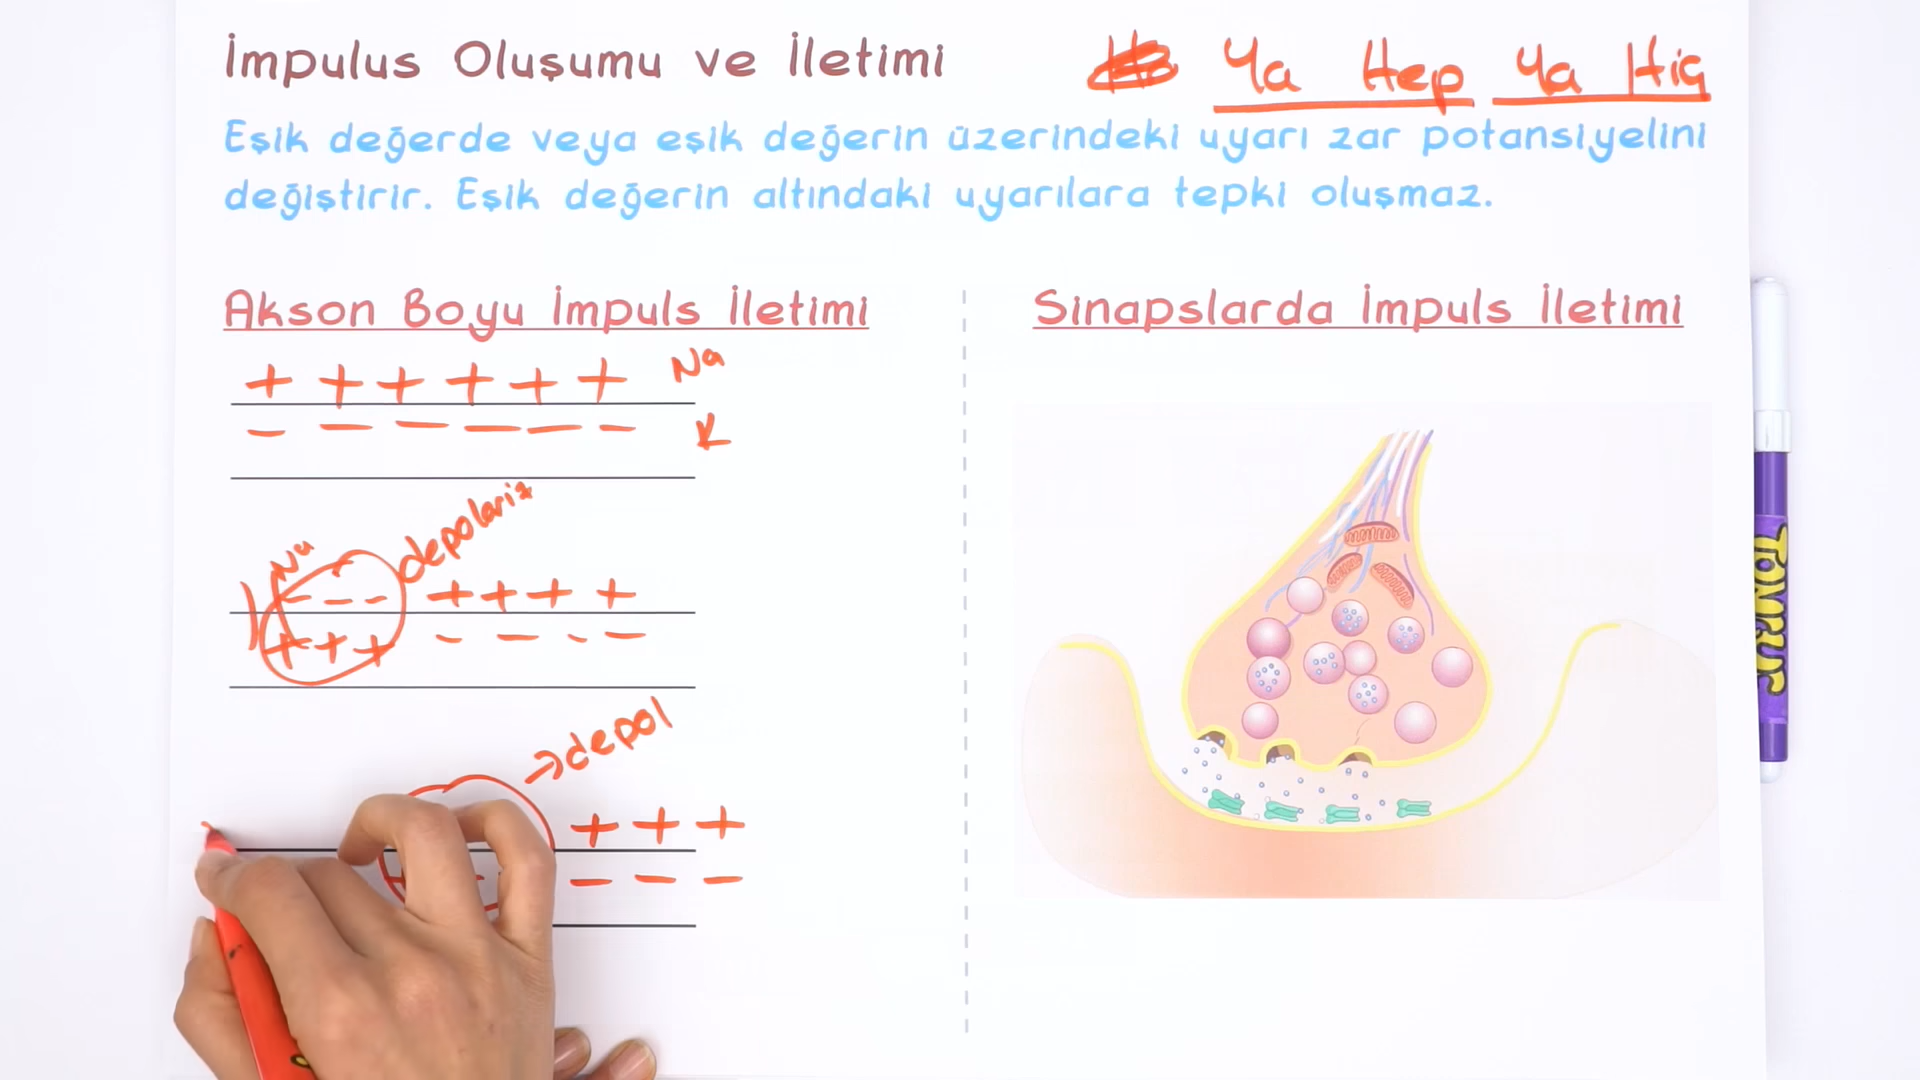 İmpulus Oluşumu ve İletimi
Ya Hep Ya Hiç
Eşik değerde veya eşik değerin üzerindeki uyarı zar potansiyelini
değiştirir. Eşik değerin altındaki uyarılara tepki oluşmaz.
Akson Boyu İmpuls İletimi
+ + + + + + Na
- - - - - - K
depolariz
Na
- - - + + + +
+ + + - - - -
→depol
+ + +
- - -
Sinapslarda İmpuls İletimi
TOMBUL